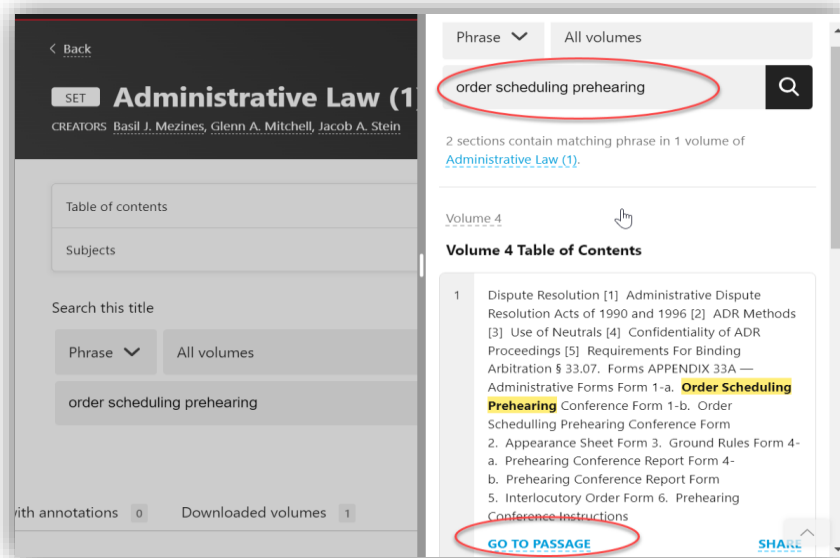 Back
SET Administrative Law (1
CREATORS Basil J. Mezines, Glenn A. Mitchell, Jacob A. Stein
Table of contents
Subjects
Search this title
Phrase All volumes
order scheduling prehearing
with annotations 0 Downloaded volumes 1
Phrase All volumes
order scheduling prehearing
2 sections contain matching phrase in 1 volume of
Administrative Law (1).
Volume 4
Volume 4 Table of Contents
1 Dispute Resolution [1] Administrative Dispute
Resolution Acts of 1990 and 1996 [2] ADR Methods
[3] Use of Neutrals [4] Confidentiality of ADR
Proceedings [5] Requirements For Binding
Arbitration § 33.07. Forms APPENDIX 33A —
Administrative Forms Form 1-a. Order Scheduling
Prehearing Conference Form 1-b. Order
Schedulling Prehearing Conference Form
2. Appearance Sheet Form 3. Ground Rules Form 4-
a. Prehearing Conference Report Form 4-
b. Prehearing Conference Report Form
5. Interlocutory Order Form 6. Prehearing
Conference Instructions
GO TO PASSAGE SHARE